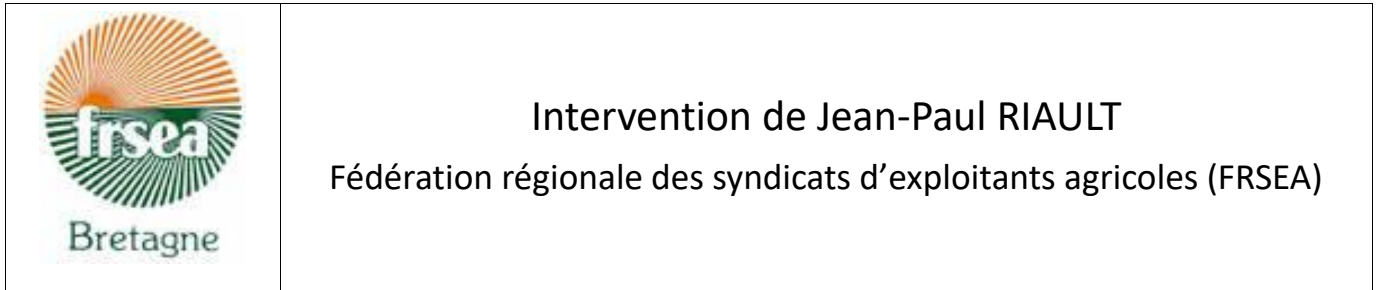 frsea
Bretagne
Intervention de Jean-Paul RIAULT
Fédération régionale des syndicats d’exploitants agricoles (FRSEA)